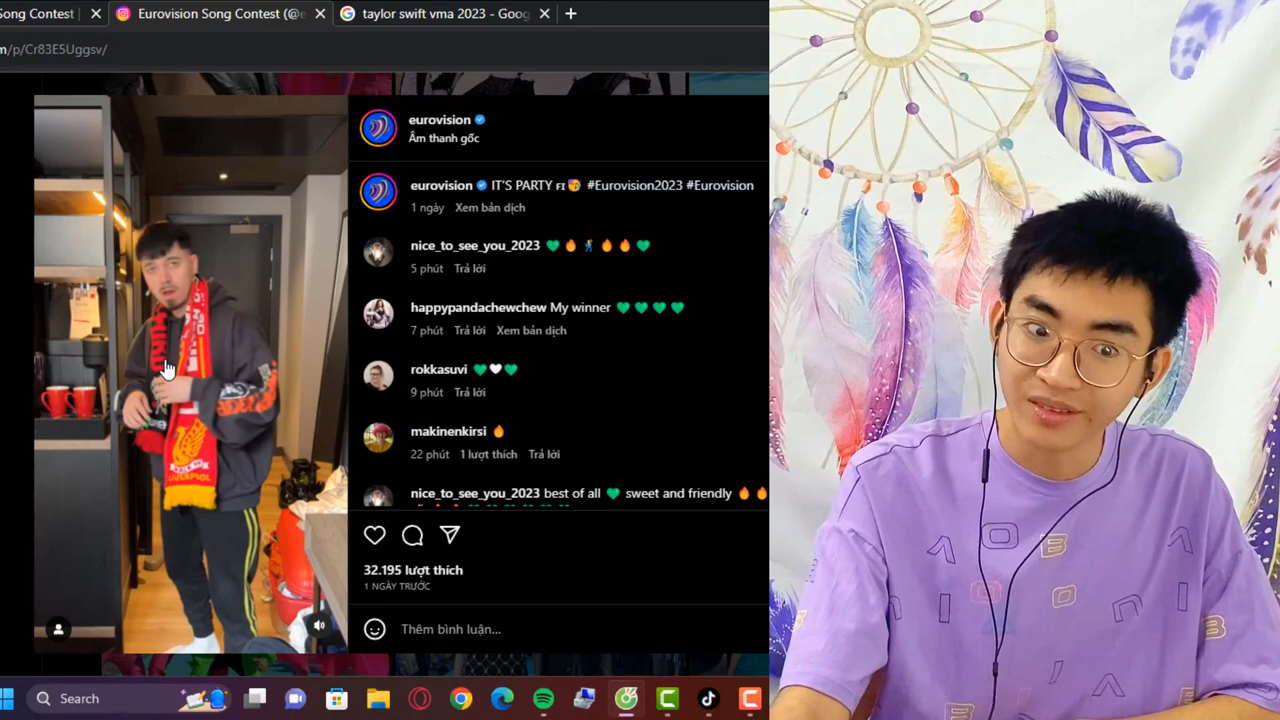 Song Contest
Eurovision Song Contest (@e
taylor swift vma 2023 - Goog
m/p/Cr83E5Uggsv/
eurovision
Âm thanh gốc
eurovision IT'S PARTY ꜰɪ 🥳 #Eurovision2023 #Eurovision
1 ngày Xem bản dịch
nice_to_see_you_2023 💚🔥🕺🔥🔥💚
5 phút Trả lời
happypandachewchew My winner 💚💚💚💚
7 phút Trả lời Xem bản dịch
rokkasuvi 💚🤍💚
9 phút Trả lời
makinenkirsi 🔥
22 phút 1 lượt thích Trả lời
nice_to_see_you_2023 best of all 💚 sweet and friendly 🔥🔥
32.195 lượt thích
1 NGÀY TRƯỚC
Thêm bình luận...
LIVERPOOL
Search